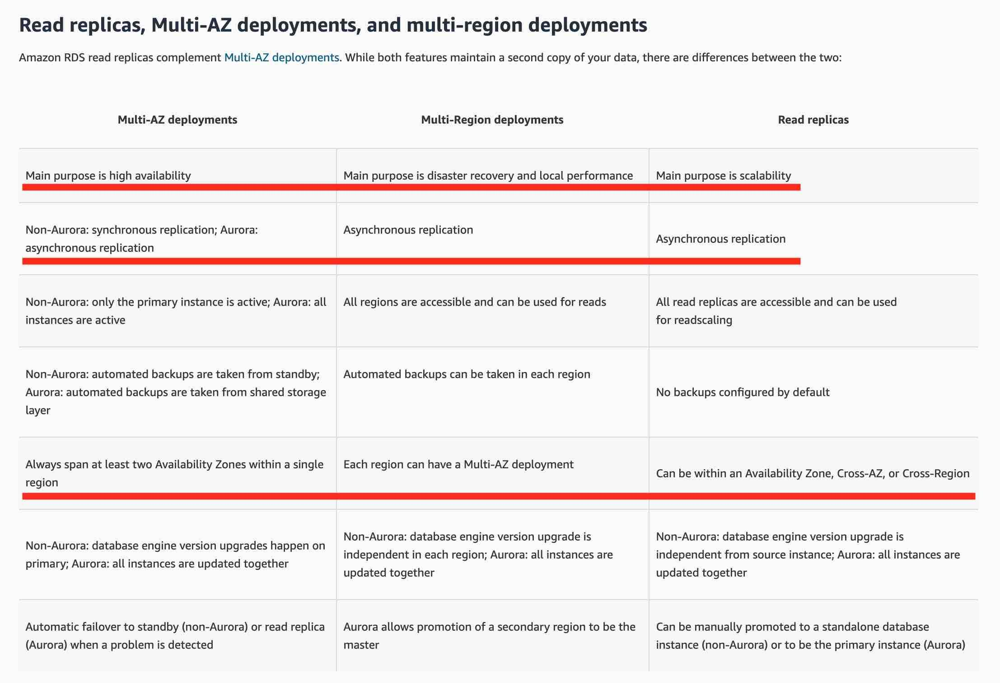 Read replicas, Multi-AZ deployments, and multi-region deployments
Amazon RDS read replicas complement Multi-AZ deployments. While both features maintain a second copy of your data, there are differences between the two:
Multi-AZ deployments
Multi-Region deployments
Read replicas
Main purpose is high availability
Main purpose is disaster recovery and local performance
Main purpose is scalability
Non-Aurora: synchronous replication; Aurora:
asynchronous replication
Asynchronous replication
Asynchronous replication
Non-Aurora: only the primary instance is active; Aurora: all
instances are active
All regions are accessible and can be used for reads
All read replicas are accessible and can be used
for readscaling
Non-Aurora: automated backups are taken from standby;
Aurora: automated backups are taken from shared storage
layer
Automated backups can be taken in each region
No backups configured by default
Always span at least two Availability Zones within a single
region
Each region can have a Multi-AZ deployment
Can be within an Availability Zone, Cross-AZ, or Cross-Region
Non-Aurora: database engine version upgrades happen on
primary; Aurora: all instances are updated together
Non-Aurora: database engine version upgrade is
independent in each region; Aurora: all instances are
updated together
Non-Aurora: database engine version upgrade is
independent from source instance; Aurora: all instances are
updated together
Automatic failover to standby (non-Aurora) or read replica
(Aurora) when a problem is detected
Aurora allows promotion of a secondary region to be the
master
Can be manually promoted to a standalone database
instance (non-Aurora) or to be the primary instance (Aurora)